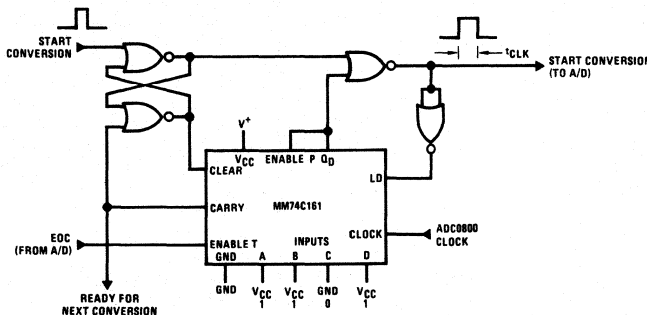 START
CONVERSION
tCLK
START CONVERSION
(TO A/D)
V+
VCC ENABLE P QD
CLEAR
LD
MM74C161
CARRY
CLOCK
ADC0800
CLOCK
EOC
(FROM A/D)
ENABLE T
INPUTS
GND A B C D
GND VCC VCC GND VCC
1 1 0 1
READY FOR
NEXT CONVERSION